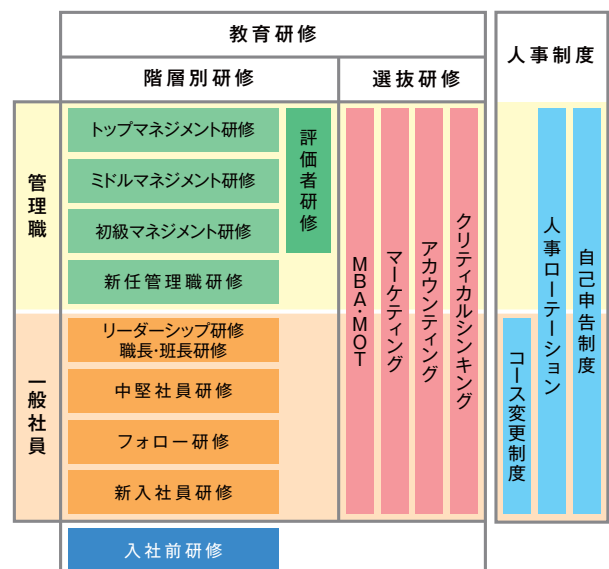 教育研修
人事制度
階層別研修
選抜研修
管理職
トップマネジメント研修
ミドルマネジメント研修
初級マネジメント研修
新任管理職研修
評価者研修
一般社員
リーダーシップ研修
職長・班長研修
中堅社員研修
フォロー研修
新入社員研修
入社前研修
MBA・MOT
マーケティング
アカウンティング
クリティカルシンキング
コース変更制度
人事ローテーション
自己申告制度